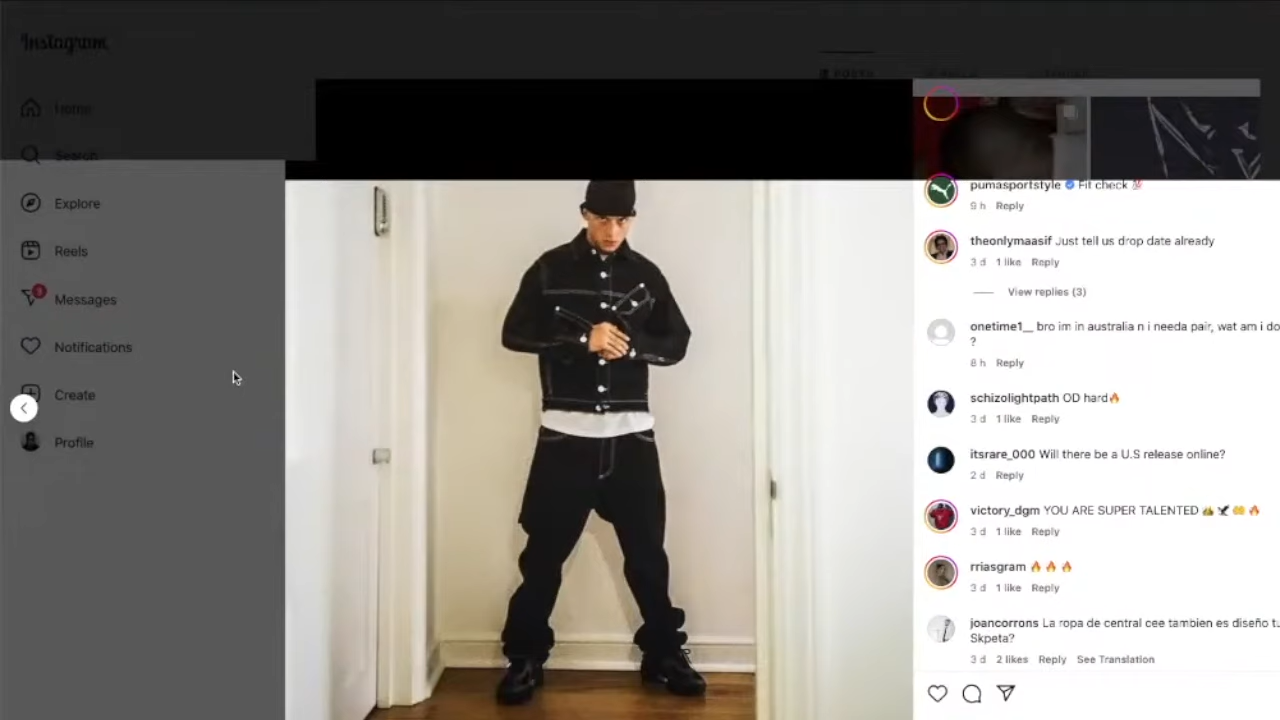 Instagram
Home
Search
Explore
Reels
3
Messages
Notifications
Create
Profile
POSTS
pumasportstyle Fit check 💯
9 h Reply
theonlymaasif Just tell us drop date already
3 d 1 like Reply
View replies (3)
onetime1__ bro im in australia n i needa pair, wat am i do
?
8 h Reply
schizolightpath OD hard🔥
3 d 1 like Reply
itsrare_000 Will there be a U.S release online?
2 d Reply
victory_dgm YOU ARE SUPER TALENTED
3 d 1 like Reply
rriasgram 🔥 🔥 🔥
3 d 1 like Reply
joancorrons La ropa de central cee tambien es diseño tu
Skpeta?
3 d 2 likes Reply See Translation